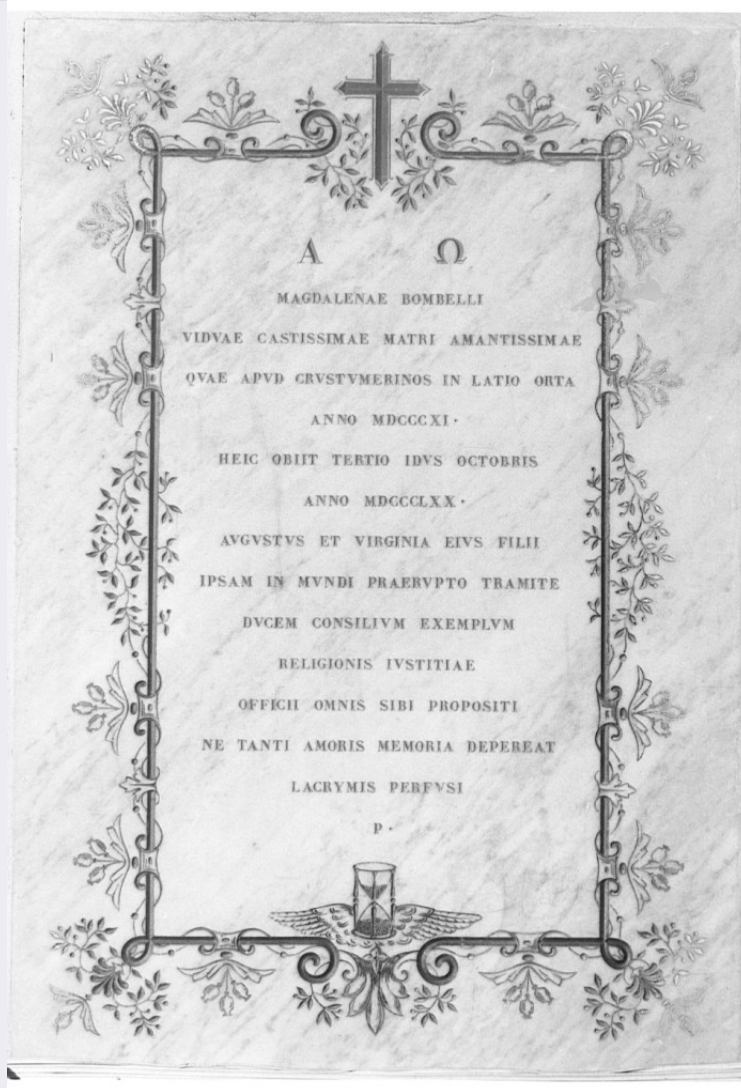 Α Ω
MAGDALENAE BOMBELLI
VIDVAE CASTISSIMAE MATRI AMANTISSIMAE
QVAE APVD CRVSTVMERINOS IN LATIO ORTA
ANNO MDCCCXI·
HEIC OBIIT TERTIO IDVS OCTOBRIS
ANNO MDCCCLXX·
AVGVSTVS ET VIRGINIA EIVS FILII
IPSAM IN MVNDI PRAERVPTO TRAMITE
DVCEM CONSILIVM EXEMPLVM
RELIGIONIS IVSTITIAE
OFFICII OMNIS SIBI PROPOSITI
NE TANTI AMORIS MEMORIA DEPEREAT
LACRYMIS PERFVSI
P·